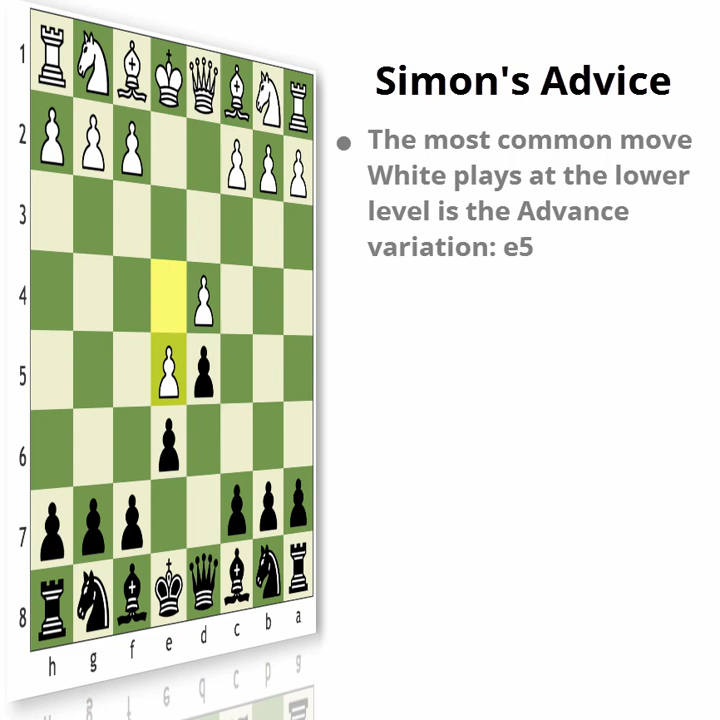 Simon's Advice
The most common move
White plays at the lower
level is the Advance
variation: e5
1
2
3
4
5
6
7
8
h g f e d c b a